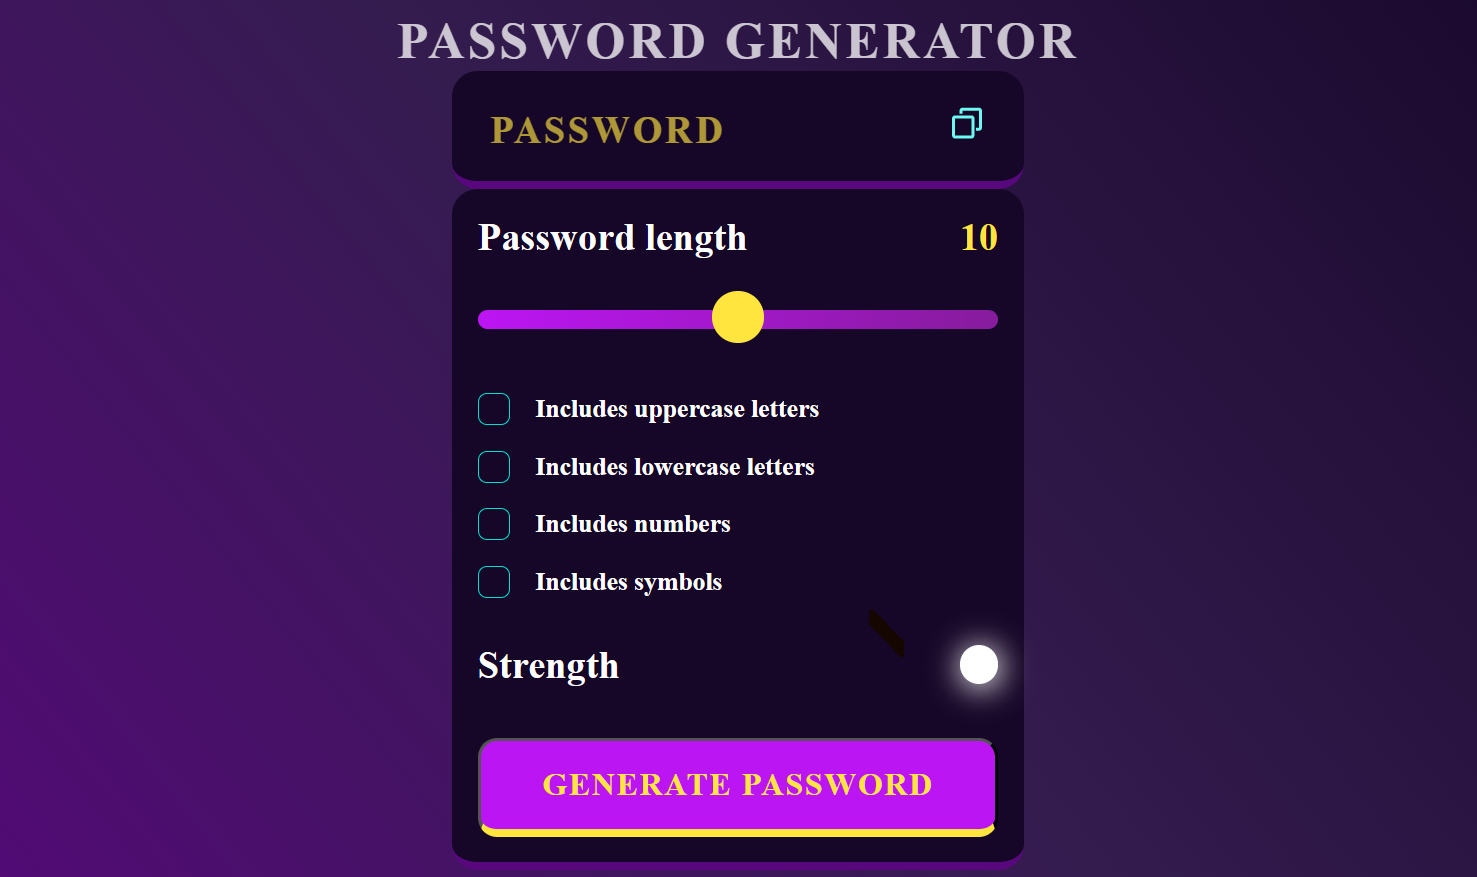 PASSWORD GENERATOR
PASSWORD
Password length 10
Includes uppercase letters
Includes lowercase letters
Includes numbers
Includes symbols
Strength
GENERATE PASSWORD